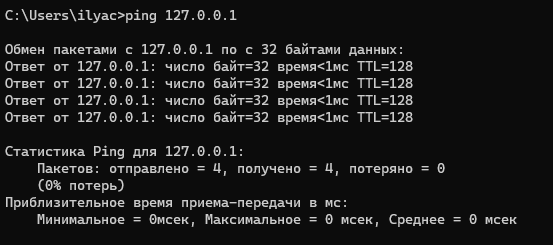 C:\Users\ilyac>ping 127.0.0.1
Обмен пакетами с 127.0.0.1 по с 32 байтами данных:
Ответ от 127.0.0.1: число байт=32 время<1мс TTL=128
Ответ от 127.0.0.1: число байт=32 время<1мс TTL=128
Ответ от 127.0.0.1: число байт=32 время<1мс TTL=128
Ответ от 127.0.0.1: число байт=32 время<1мс TTL=128
Статистика Ping для 127.0.0.1:
Пакетов: отправлено = 4, получено = 4, потеряно = 0
(0% потерь)
Приблизительное время приема-передачи в мс:
Минимальное = 0мсек, Максимальное = 0 мсек, Среднее = 0 мсек